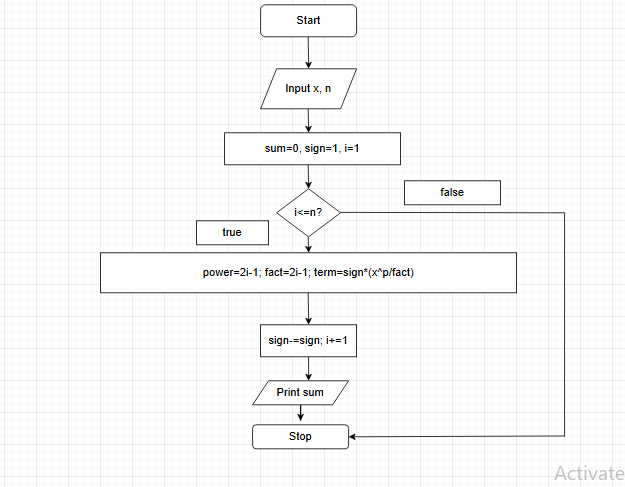 Start
Input x, n
sum=0, sign=1, i=1
false
i<=n?
true
power=2i-1; fact=2i-1; term=sign*(x^p/fact)
sign-=sign; i+=1
Print sum
Stop
Activate